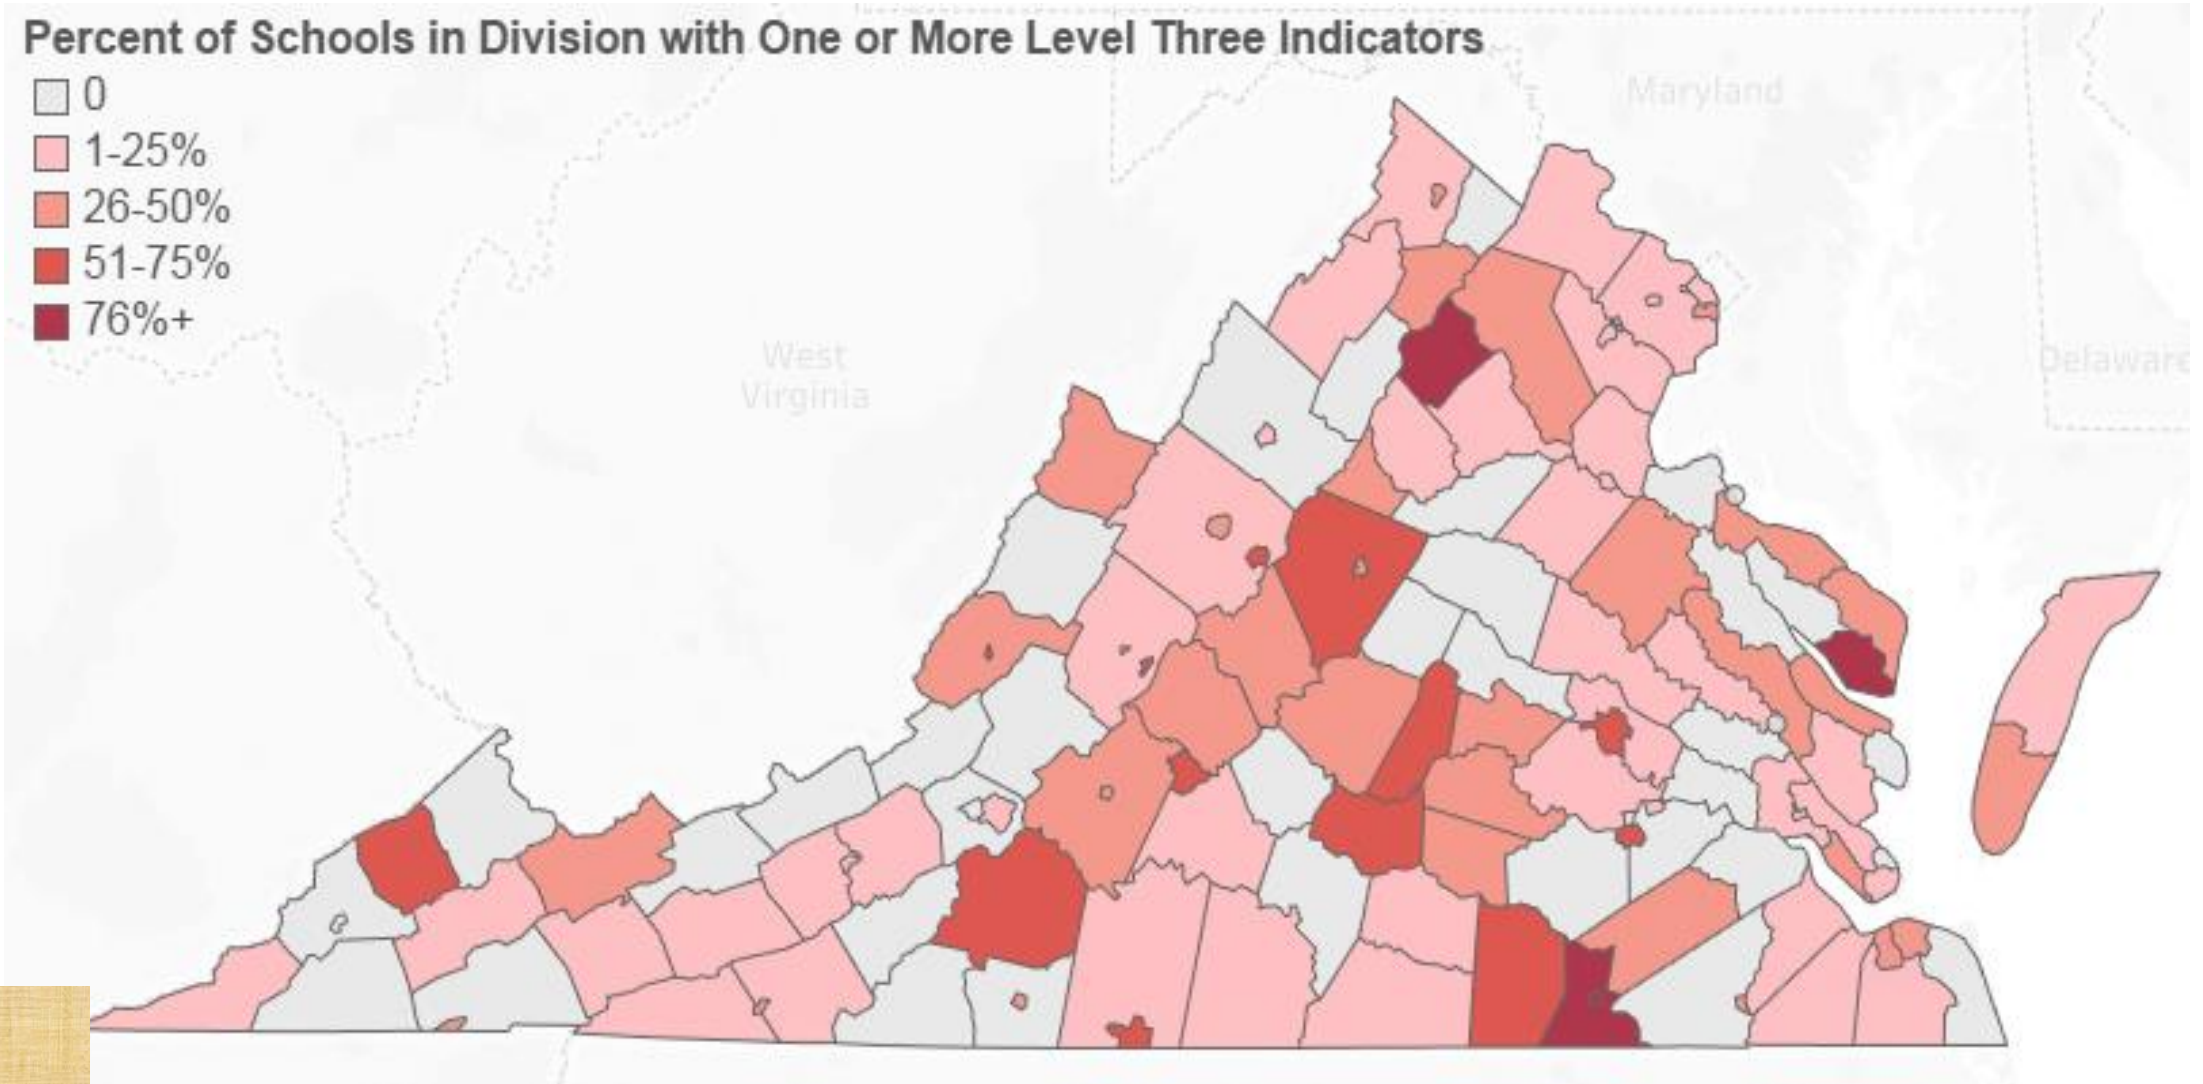 Percent of Schools in Division with One or More Level Three Indicators
0
1-25%
26-50%
51-75%
76%+
Maryland
West
Virginia
Delaware